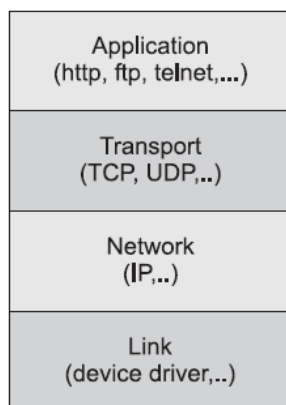 Application
(http, ftp, telnet,...)
Transport
(TCP, UDP,..)
Network
(IP,..)
Link
(device driver,..)